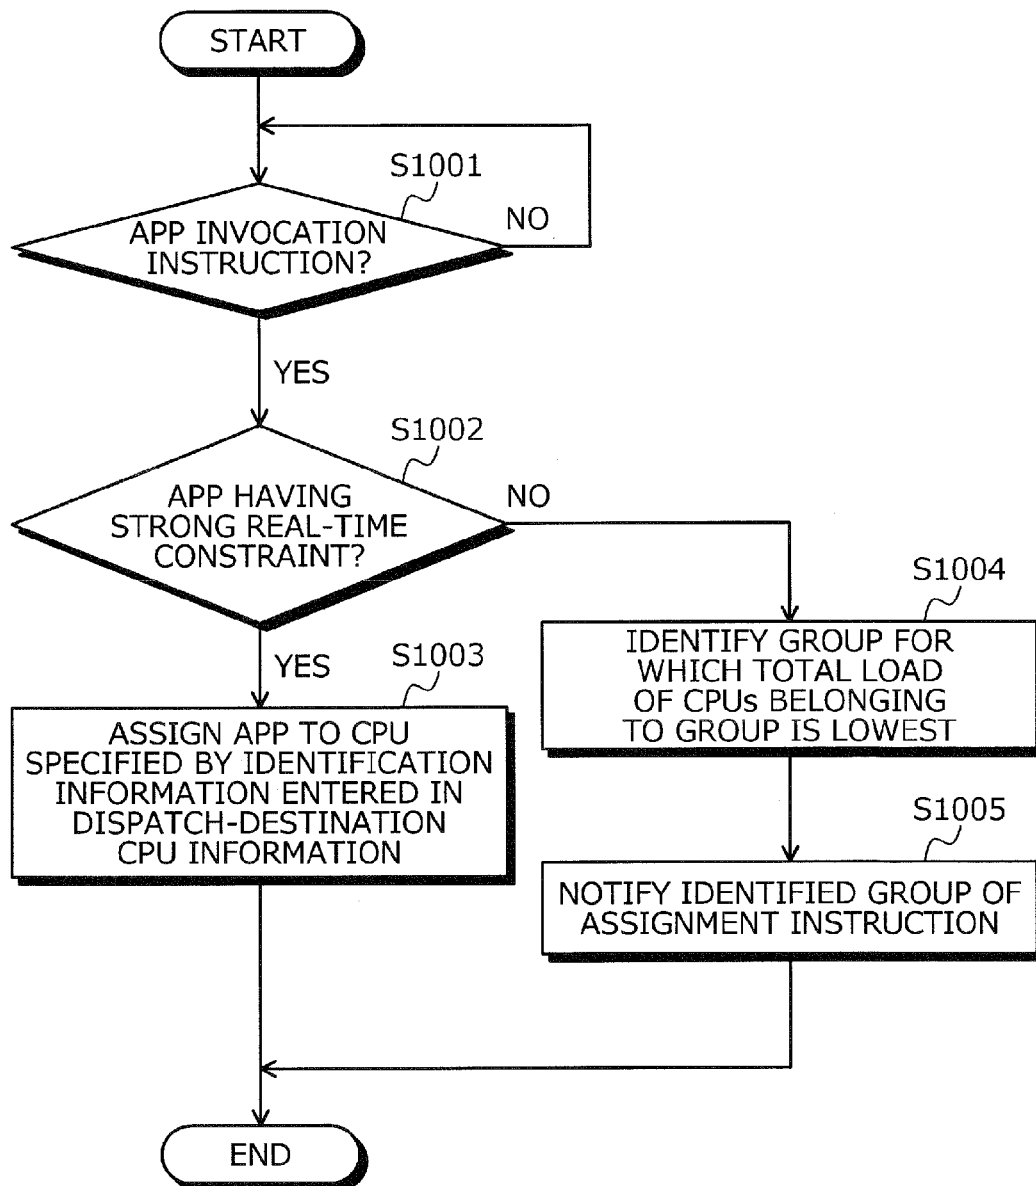 START
S1001
APP INVOCATION
INSTRUCTION?
NO
YES
S1002
APP HAVING
STRONG REAL-TIME
CONSTRAINT?
NO
YES
S1003
ASSIGN APP TO CPU
SPECIFIED BY IDENTIFICATION
INFORMATION ENTERED IN
DISPATCH-DESTINATION
CPU INFORMATION
S1004
IDENTIFY GROUP FOR
WHICH TOTAL LOAD
OF CPUs BELONGING
TO GROUP IS LOWEST
S1005
NOTIFY IDENTIFIED GROUP OF
ASSIGNMENT INSTRUCTION
END